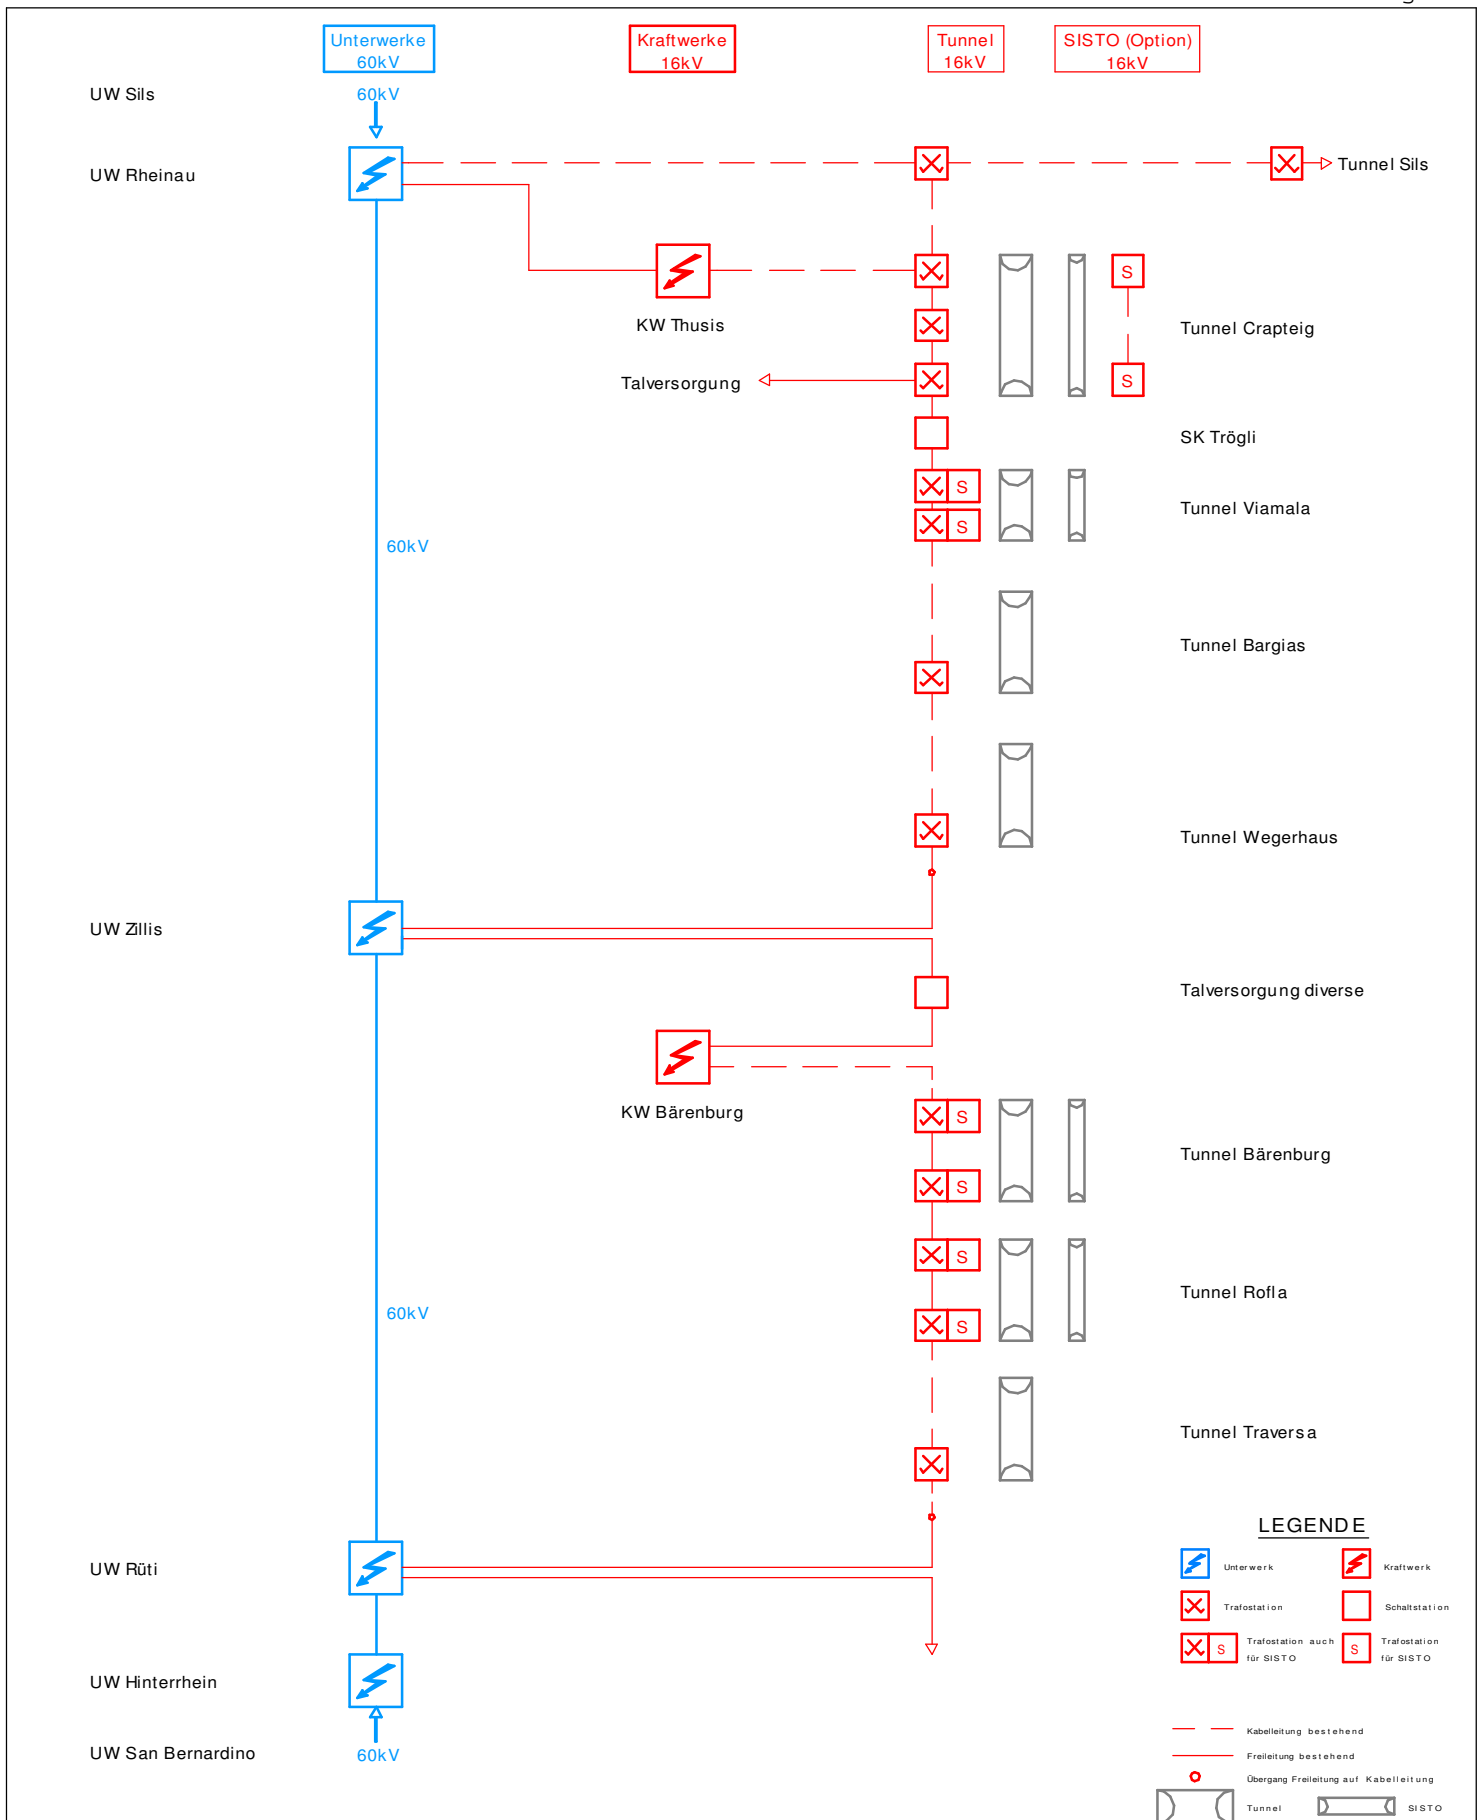 Unterwerke
60kV
Kraftwerke
16kV
Tunnel
16kV
SISTO (Option)
16kV
UW Sils
60kV
UW Rheinau
Tunnel Sils
S
KW Thusis
Tunnel Crapteig
Talversorgung
S
SK Trögli
S
Tunnel Viamala
S
60kV
Tunnel Bargias
Tunnel Wegerhaus
UW Zillis
Talversorgung diverse
KW Bärenburg
S
Tunnel Bärenburg
S
S
Tunnel Rofla
60kV
S
Tunnel Traversa
LEGENDE
UW Rüti
Unterwerk
Kraftwerk
Trafostation
Schaltstation
S
Trafostation auch
für SISTO
S
Trafostation
für SISTO
UW Hinterrhein
Kabelleitung bestehend
UW San Bernardino
60kV
Freileitung bestehend
Übergang Freileitung auf Kabelleitung
Tunnel
SISTO